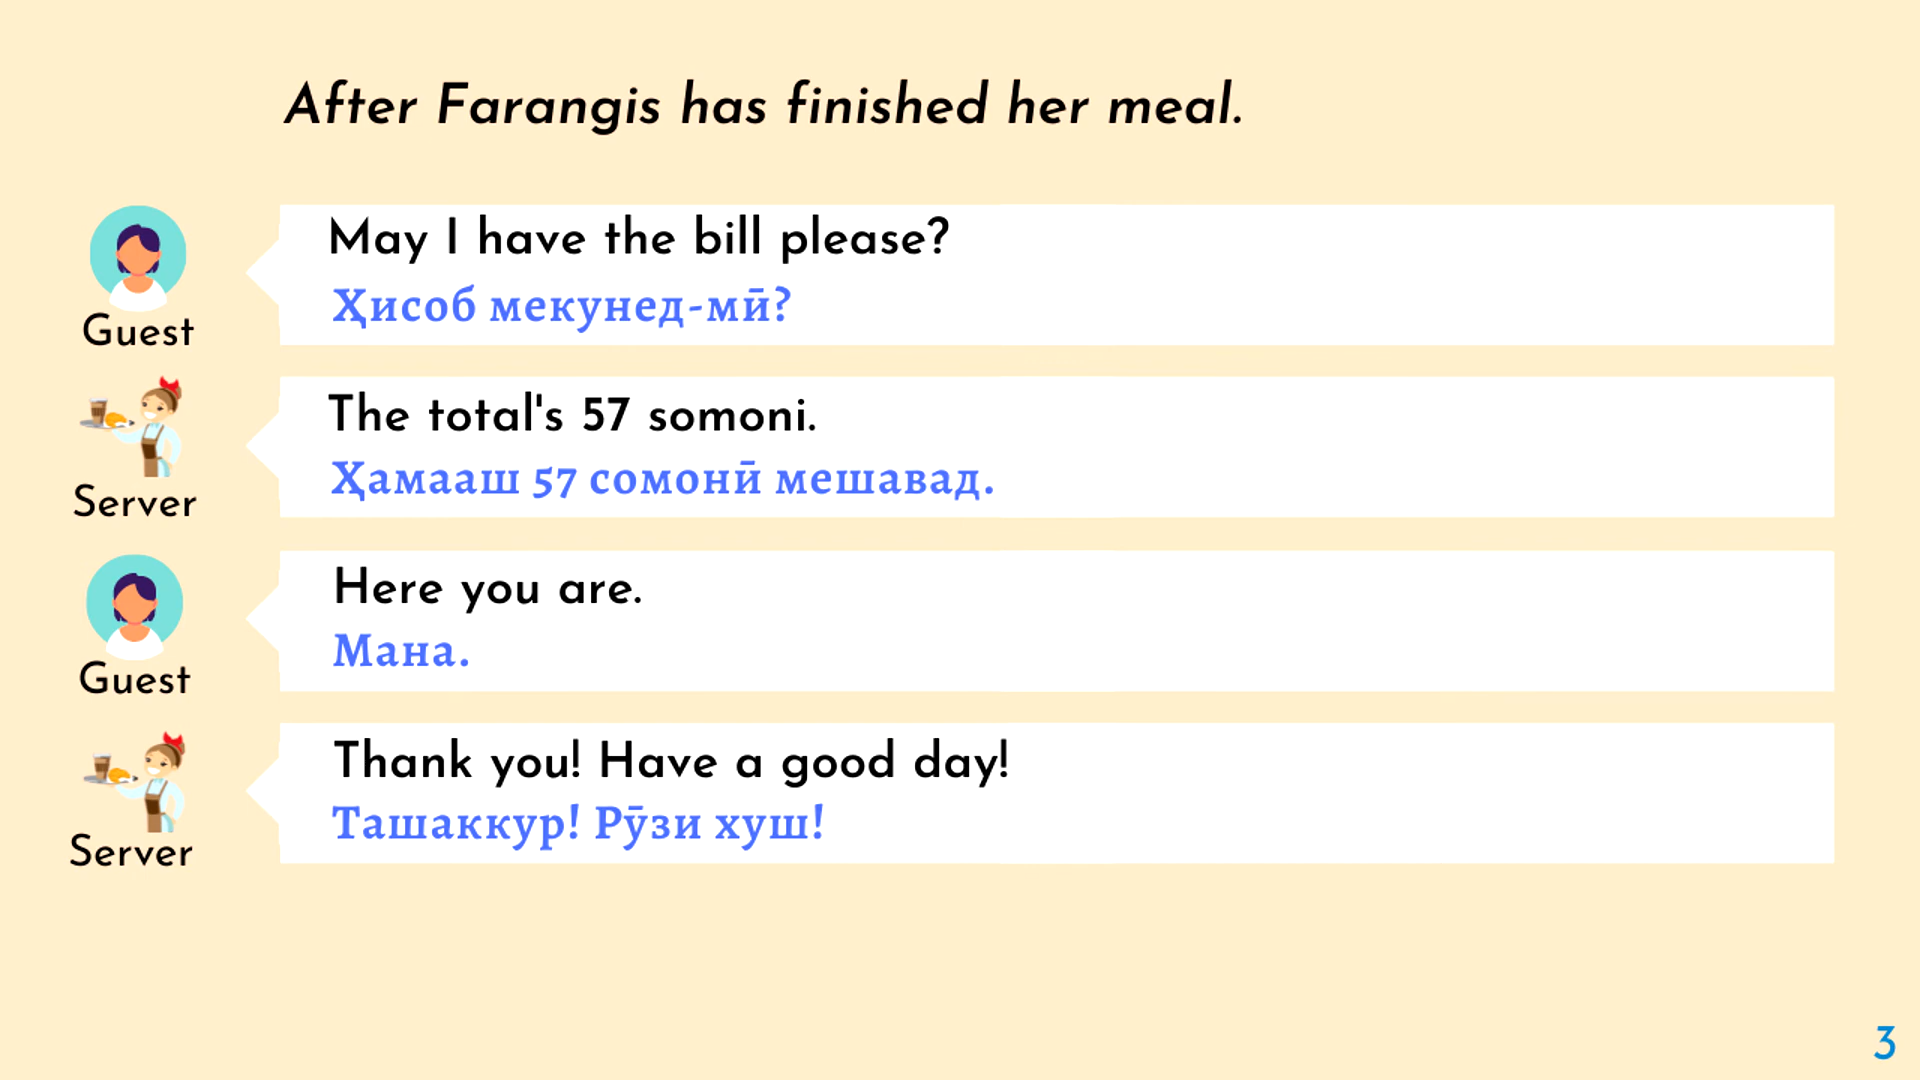 After Farangis has finished her meal.
May I have the bill please?
Ҳисоб мекунед-мӣ?
Guest
The total's 57 somoni.
Ҳамааш 57 сомонӣ мешавад.
Server
Here you are.
Мана.
Guest
Thank you! Have a good day!
Ташаккур! Рӯзи хуш!
Server
3